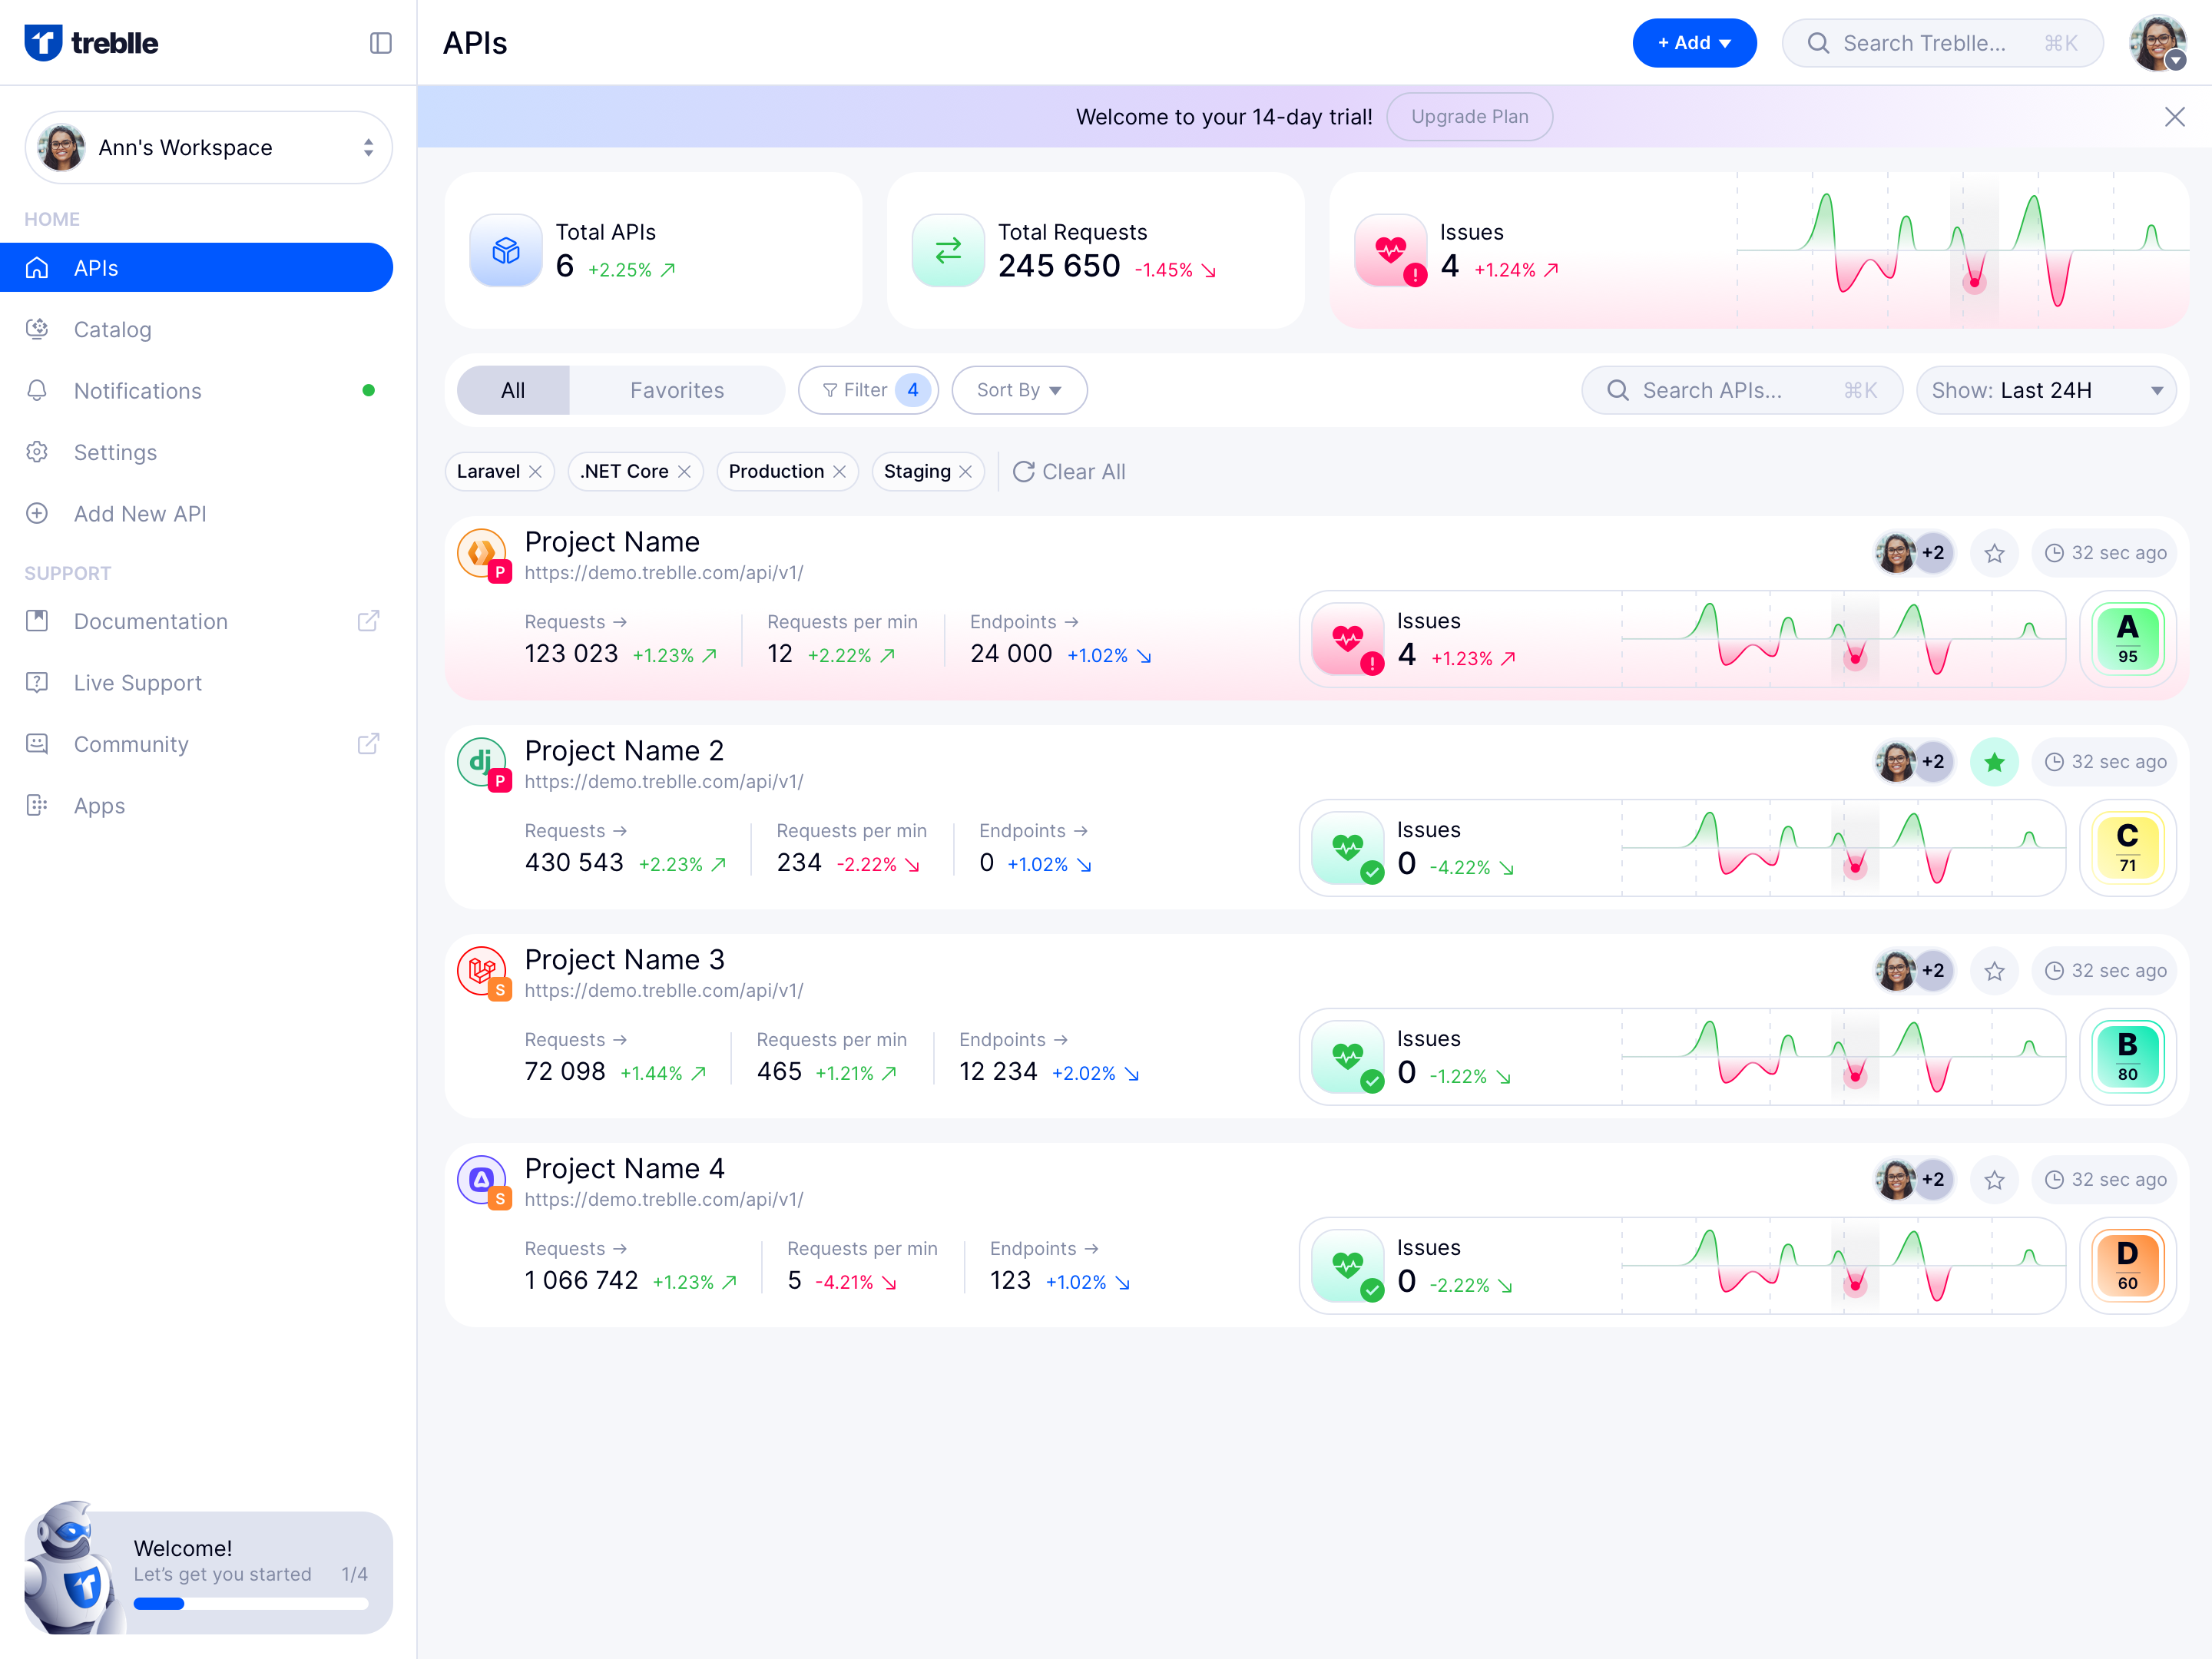 treblle
APIs
+ Add
Search Treblle... ⌘K
Welcome to your 14-day trial!
Upgrade Plan
Ann's Workspace
HOME
APIs
Catalog
Notifications
Settings
Add New API
SUPPORT
Documentation
Live Support
Community
Apps
Welcome!
Let's get you started 1/4
Total APIs
6 +2.25%
Total Requests
245 650 -1.45%
Issues
4 +1.24%
All
Favorites
Filter 4
Sort By
Search APIs... ⌘K
Show: Last 24H
Laravel
.NET Core
Production
Staging
Clear All
P
Project Name
https://demo.treblle.com/api/v1/
+2
32 sec ago
Requests →
123 023 +1.23%
Requests per min
12 +2.22%
Endpoints →
24 000 +1.02%
Issues
4 +1.23%
A
95
dj
P
Project Name 2
https://demo.treblle.com/api/v1/
+2
32 sec ago
Requests →
430 543 +2.23%
Requests per min
234 -2.22%
Endpoints →
0 +1.02%
Issues
0 -4.22%
C
71
S
Project Name 3
https://demo.treblle.com/api/v1/
+2
32 sec ago
Requests →
72 098 +1.44%
Requests per min
465 +1.21%
Endpoints →
12 234 +2.02%
Issues
0 -1.22%
B
80
S
Project Name 4
https://demo.treblle.com/api/v1/
+2
32 sec ago
Requests →
1 066 742 +1.23%
Requests per min
5 -4.21%
Endpoints →
123 +1.02%
Issues
0 -2.22%
D
60